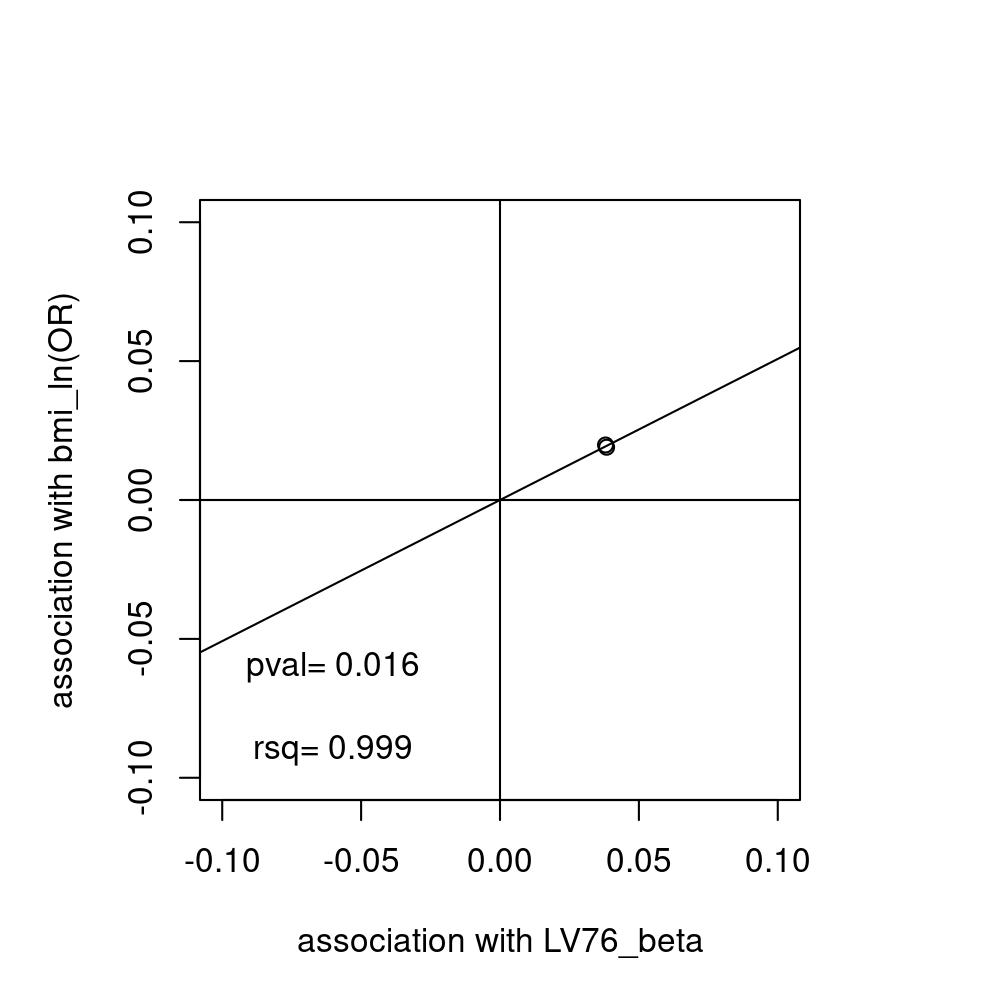 association with bmi_ln(OR)
0.10
0.05
0.00
-0.05
-0.10
pval= 0.016
rsq= 0.999
-0.10 -0.05 0.00 0.05 0.10
association with LV76_beta